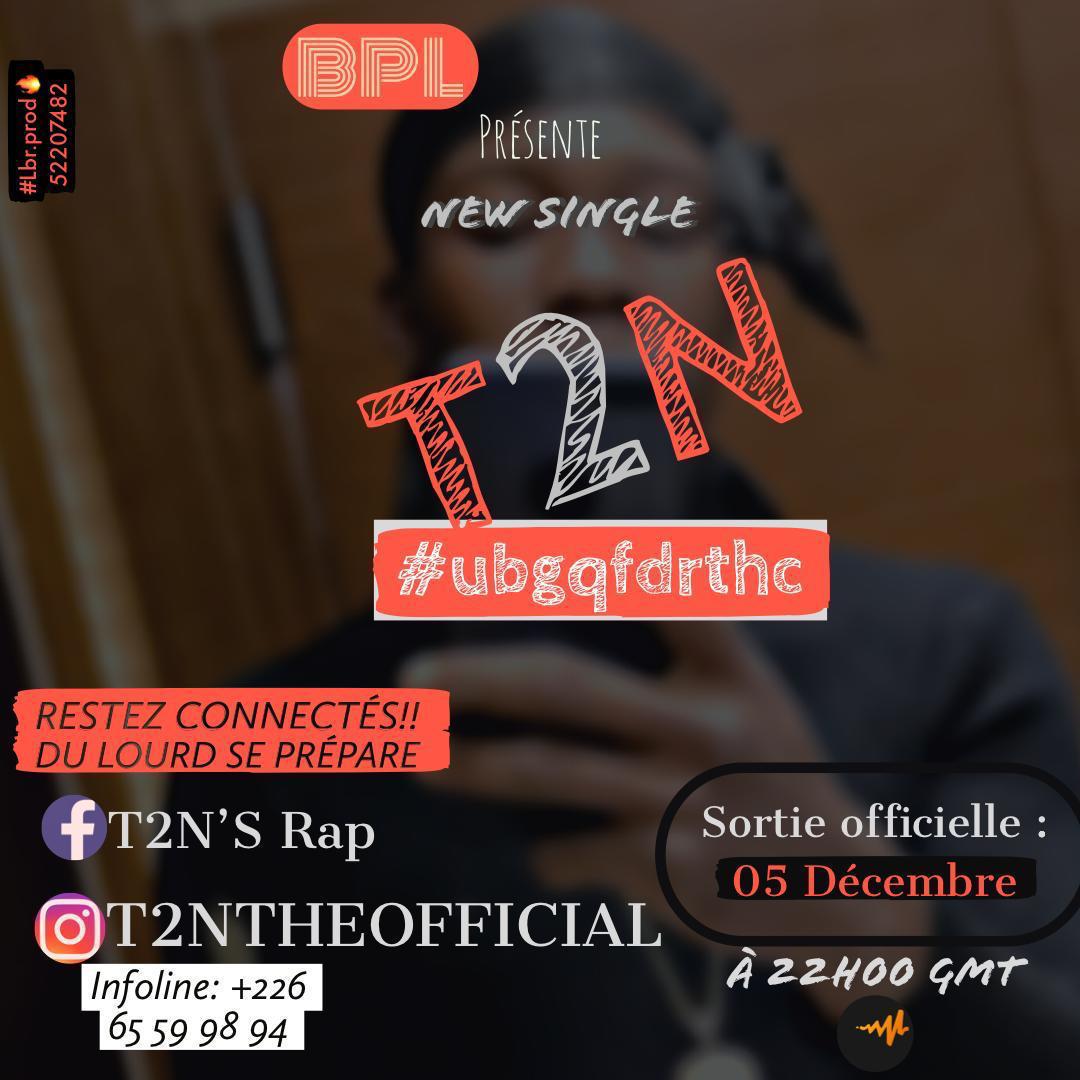 BPL
#Lbr.prod🔥
52207482
PRÉSENTE
NEW SINGLE
T2N
#ubgqfdrthc
RESTEZ CONNECTÉS!!
DU LOURD SE PRÉPARE
T2N'S Rap
T2NTHEOFFICIAL
Infoline: +226
65 59 98 94
Sortie officielle :
05 Décembre
À 22H00 GMT